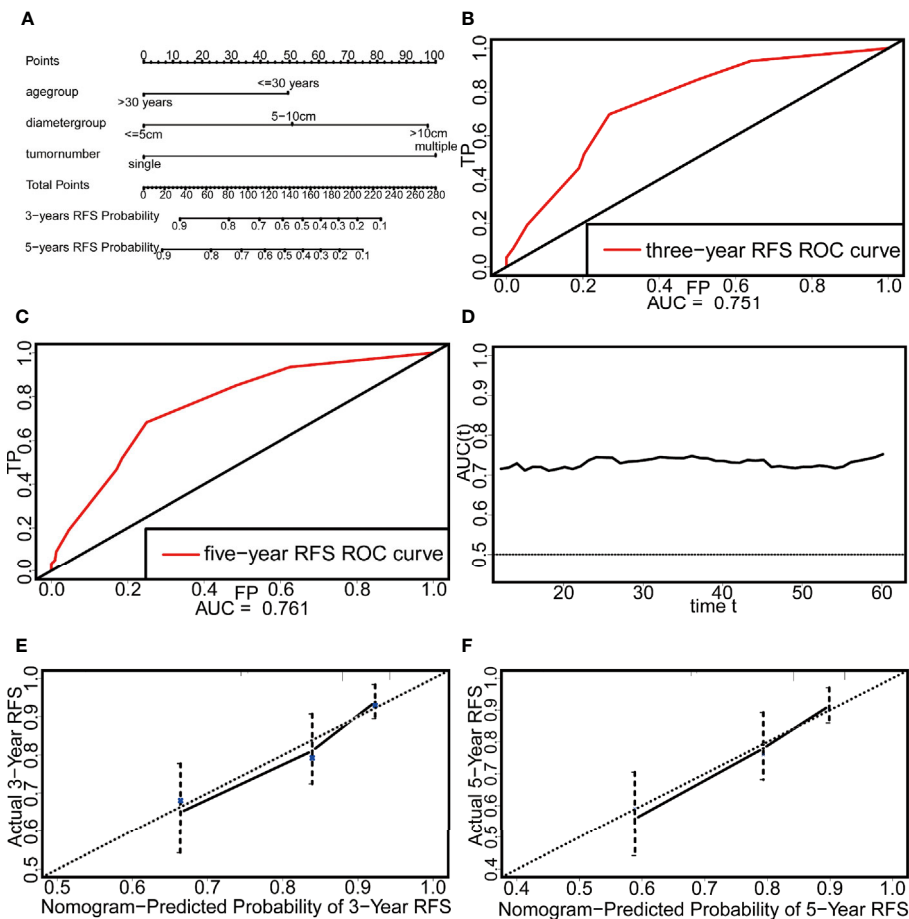 A
Points
0 10 20 30 40 50 60 70 80 90 100
agegroup
<=30 years
>30 years
diametergroup
5−10cm
<=5cm
>10cm
tumornumber
multiple
single
Total Points
0 20 40 60 80 100 120 140 160 180 200 220 240 260 280
3−years RFS Probability
0.9 0.8 0.7 0.6 0.5 0.4 0.3 0.2 0.1
5−years RFS Probability
0.9 0.8 0.7 0.6 0.5 0.4 0.3 0.2 0.1
B
TP
0.0 0.2 0.4 0.6 0.8 1.0
three−year RFS ROC curve
0.0 0.2 0.4 0.6 0.8 1.0
FP
AUC = 0.751
C
TP
0.0 0.2 0.4 0.6 0.8 1.0
five−year RFS ROC curve
0.0 0.2 0.4 0.6 0.8 1.0
FP
AUC = 0.761
D
AUC(t)
0.5 0.6 0.7 0.8 0.9 1.0
20 30 40 50 60
time t
E
Actual 3−Year RFS
0.5 0.6 0.7 0.8 0.9 1.0
0.5 0.6 0.7 0.8 0.9 1.0
Nomogram−Predicted Probability of 3−Year RFS
F
Actual 5−Year RFS
0.4 0.5 0.6 0.7 0.8 0.9 1.0
0.4 0.5 0.6 0.7 0.8 0.9 1.0
Nomogram−Predicted Probability of 5−Year RFS